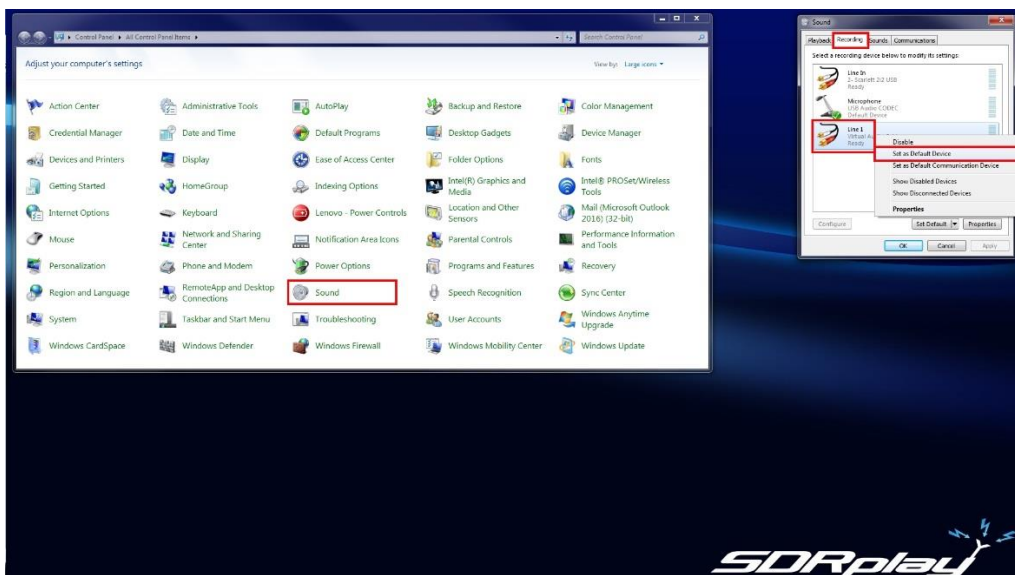 Control Panel ▸ All Control Panel Items ▸
Search Control Panel
Adjust your computer's settings
View by: Large icons
Action Center
Administrative Tools
AutoPlay
Backup and Restore
Color Management
Credential Manager
Date and Time
Default Programs
Desktop Gadgets
Device Manager
Devices and Printers
Display
Ease of Access Center
Folder Options
Fonts
Getting Started
HomeGroup
Indexing Options
Intel(R) Graphics and
Media
Intel® PROSet/Wireless
Tools
Internet Options
Keyboard
Lenovo - Power Controls
Location and Other
Sensors
Mail (Microsoft Outlook
2016) (32-bit)
Mouse
Network and Sharing
Center
Notification Area Icons
Parental Controls
Performance Information
and Tools
Personalization
Phone and Modem
Power Options
Programs and Features
Recovery
Region and Language
RemoteApp and Desktop
Connections
Sound
Speech Recognition
Sync Center
System
Taskbar and Start Menu
Troubleshooting
User Accounts
Windows Anytime
Upgrade
Windows CardSpace
Windows Defender
Windows Firewall
Windows Mobility Center
Windows Update
Sound
Playback Recording Sounds Communications
Select a recording device below to modify its settings:
Line In
2- Scarlett 2i2 USB
Ready
Microphone
USB Audio CODEC
Default Device
Line 1
Virtual
Ready
Disable
Set as Default Device
Set as Default Communication Device
Show Disabled Devices
Show Disconnected Devices
Properties
Configure Set Default Properties
OK Cancel Apply
SDRplay